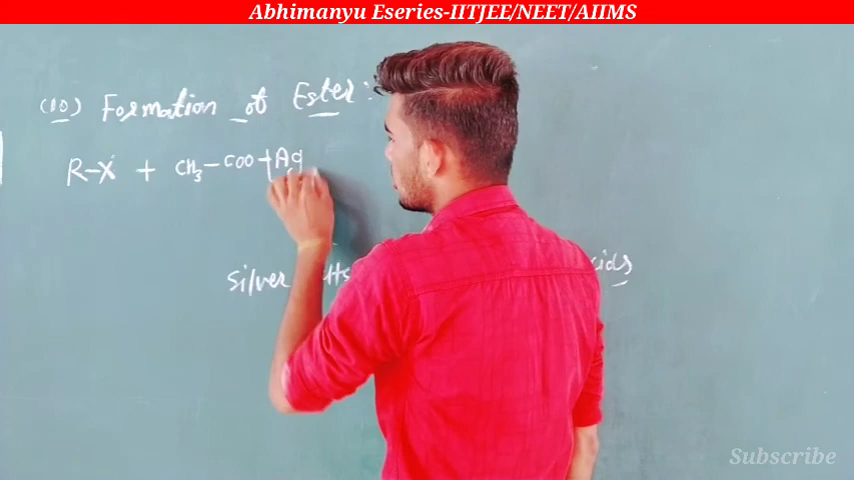 Abhimanyu Eseries-IITJEE/NEET/AIIMS
(10) Formation of Ester:
R-X + CH₃-COO+Ag
Silver
Subscribe